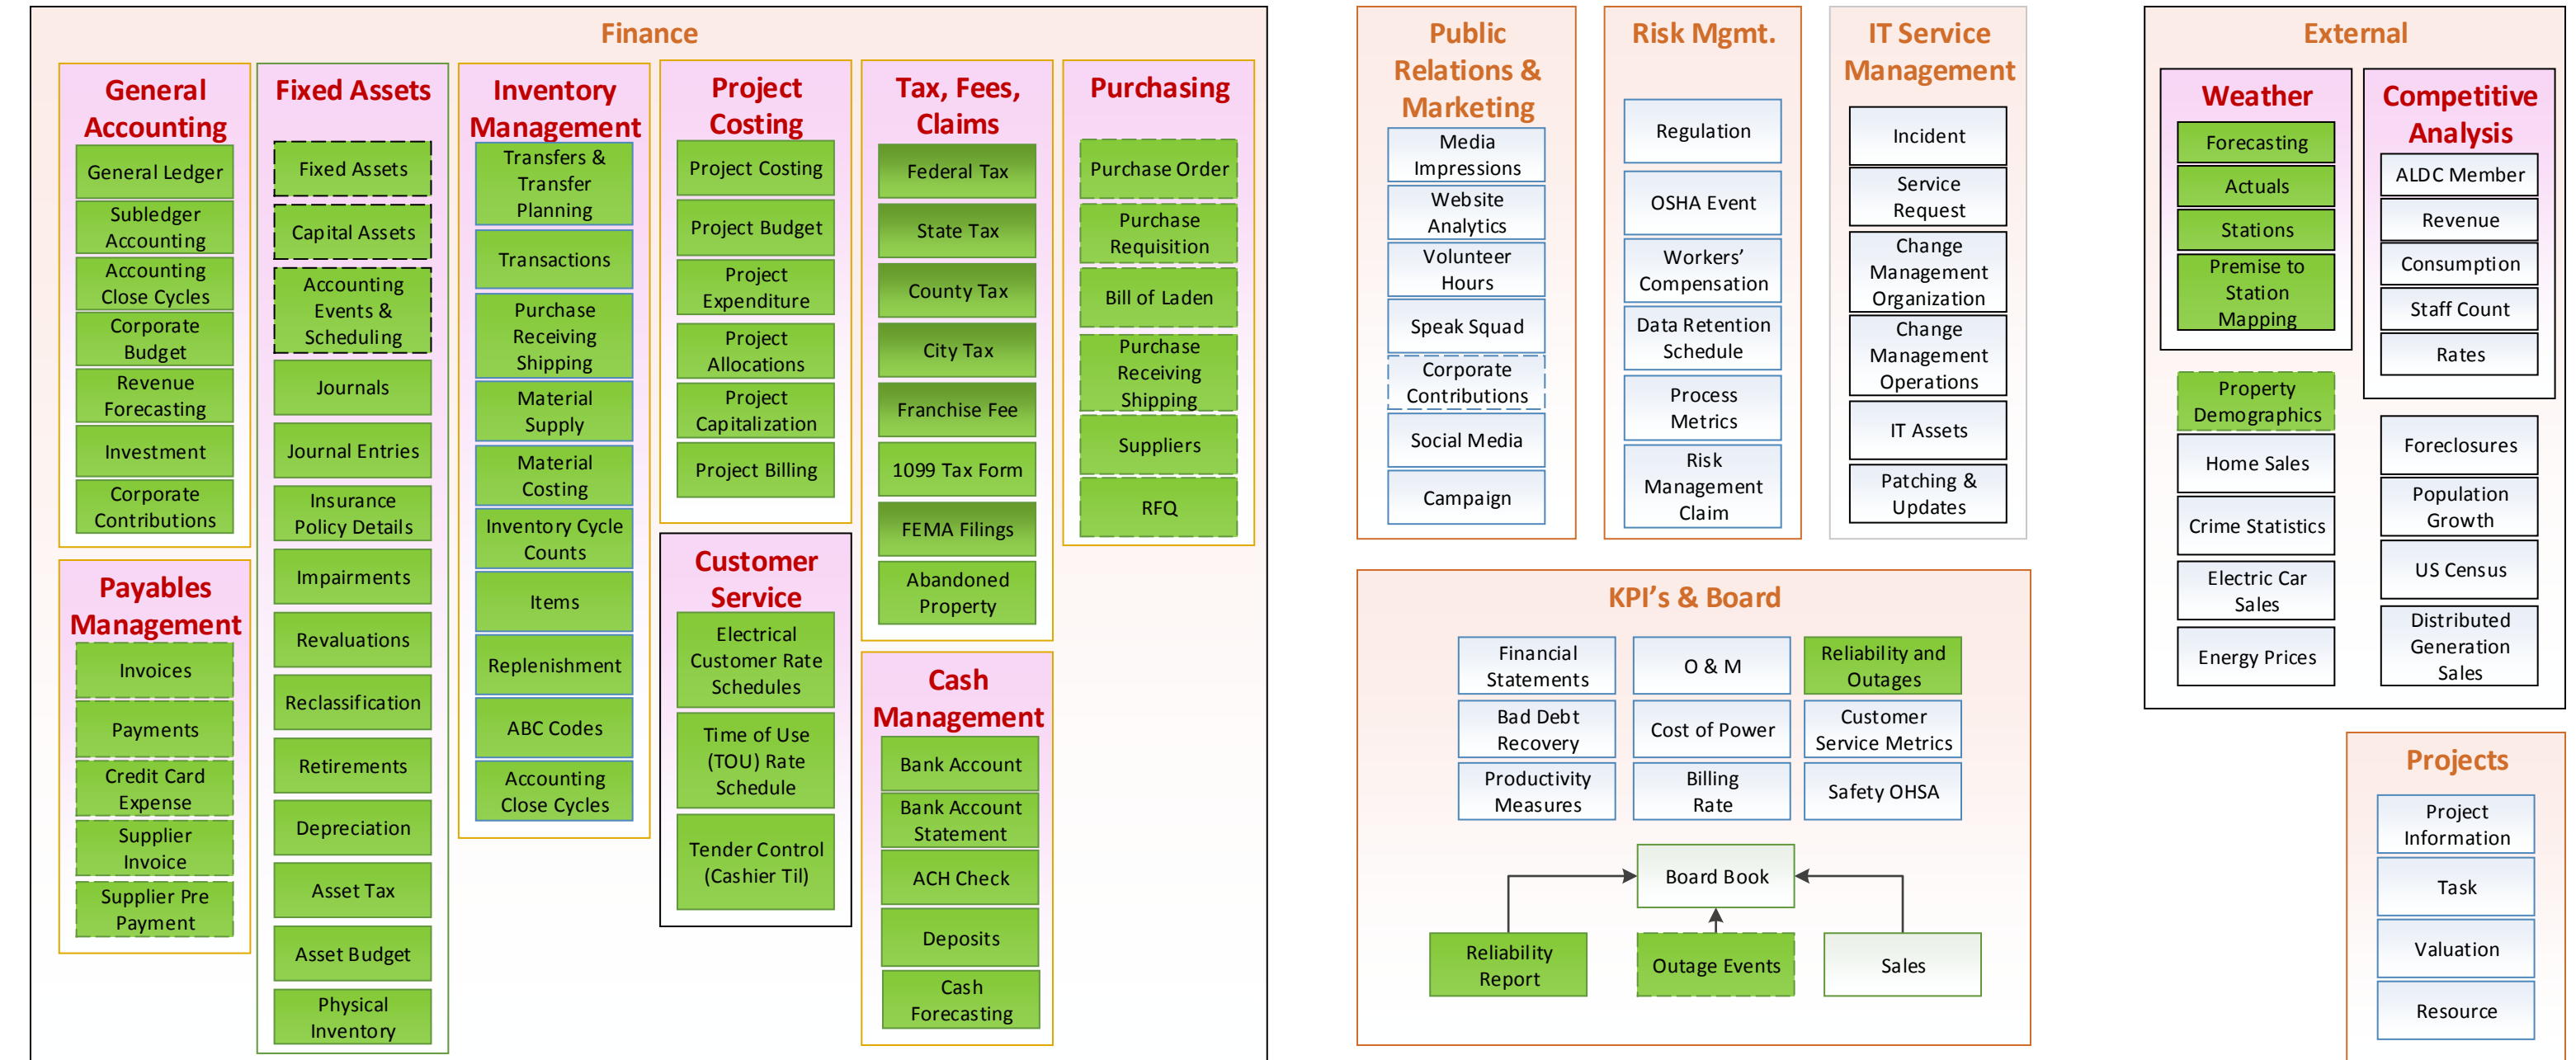 Finance
General
Accounting
General Ledger
Subledger
Accounting
Accounting
Close Cycles
Corporate
Budget
Revenue
Forecasting
Investment
Corporate
Contributions
Payables
Management
Invoices
Payments
Credit Card
Expense
Supplier
Invoice
Supplier Pre
Payment
Fixed Assets
Fixed Assets
Capital Assets
Accounting
Events &
Scheduling
Journals
Journal Entries
Insurance
Policy Details
Impairments
Revaluations
Reclassification
Retirements
Depreciation
Asset Tax
Asset Budget
Physical
Inventory
Inventory
Management
Transfers &
Transfer
Planning
Transactions
Purchase
Receiving
Shipping
Material
Supply
Material
Costing
Inventory Cycle
Counts
Items
Replenishment
ABC Codes
Accounting
Close Cycles
Project
Costing
Project Costing
Project Budget
Project
Expenditure
Project
Allocations
Project
Capitalization
Project Billing
Customer
Service
Electrical
Customer Rate
Schedules
Time of Use
(TOU) Rate
Schedule
Tender Control
(Cashier Til)
Tax, Fees,
Claims
Federal Tax
State Tax
County Tax
City Tax
Franchise Fee
1099 Tax Form
FEMA Filings
Abandoned
Property
Cash
Management
Bank Account
Bank Account
Statement
ACH Check
Deposits
Cash
Forecasting
Purchasing
Purchase Order
Purchase
Requisition
Bill of Laden
Purchase
Receiving
Shipping
Suppliers
RFQ
Public
Relations &
Marketing
Media
Impressions
Website
Analytics
Volunteer
Hours
Speak Squad
Corporate
Contributions
Social Media
Campaign
Risk Mgmt.
Regulation
OSHA Event
Workers’
Compensation
Data Retention
Schedule
Process
Metrics
Risk
Management
Claim
IT Service
Management
Incident
Service
Request
Change
Management
Organization
Change
Management
Operations
IT Assets
Patching &
Updates
KPI’s & Board
Financial
Statements
O & M
Reliability and
Outages
Bad Debt
Recovery
Cost of Power
Customer
Service Metrics
Productivity
Measures
Billing
Rate
Safety OHSA
Board Book
Reliability
Report
Outage Events
Sales
External
Weather
Forecasting
Actuals
Stations
Premise to
Station
Mapping
Competitive
Analysis
ALDC Member
Revenue
Consumption
Staff Count
Rates
Property
Demographics
Home Sales
Crime Statistics
Electric Car
Sales
Energy Prices
Foreclosures
Population
Growth
US Census
Distributed
Generation
Sales
Projects
Project
Information
Task
Valuation
Resource